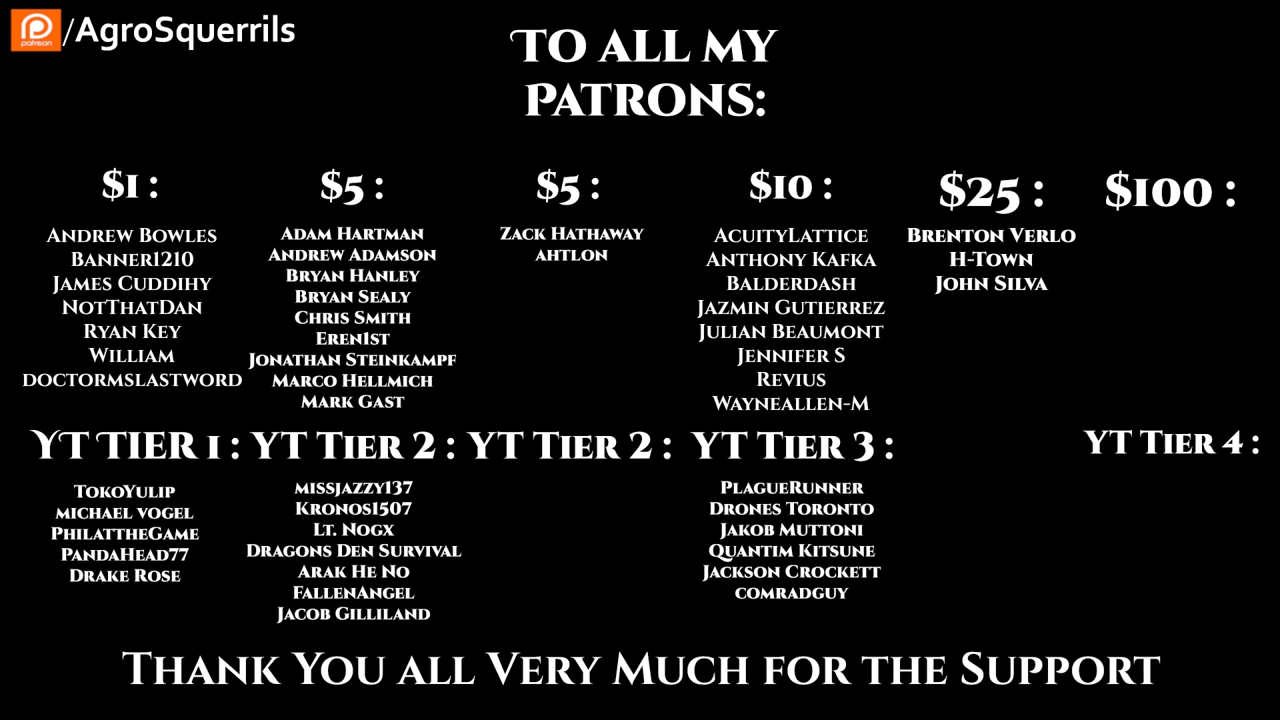 patreon
/AgroSquerrils
To all my
Patrons:
$1 :
Andrew Bowles
Banner1210
James Cuddihy
NotThatDan
Ryan Key
William
doctormslastword
$5 :
Adam Hartman
Andrew Adamson
Bryan Hanley
Bryan Sealy
Chris Smith
Eren1st
Jonathan Steinkampf
Marco Hellmich
Mark Gast
$5 :
Zack Hathaway
ahtlon
$10 :
AcuityLattice
Anthony Kafka
Balderdash
Jazmin Gutierrez
Julian Beaumont
Jennifer S
Revius
Wayneallen-M
$25 :
Brenton Verlo
H-Town
John Silva
$100 :
YT Tier 1 :
TokoYulip
michael vogel
PhilattheGame
PandaHead77
Drake Rose
YT Tier 2 :
missjazzy137
Kronos1507
Lt. Nogx
Dragons Den Survival
Arak He No
FallenAngel
Jacob Gilliland
YT Tier 2 :
YT Tier 3 :
PlagueRunner
Drones Toronto
Jakob Muttoni
Quantim Kitsune
Jackson Crockett
comradguy
YT Tier 4 :
Thank You all Very Much for the Support